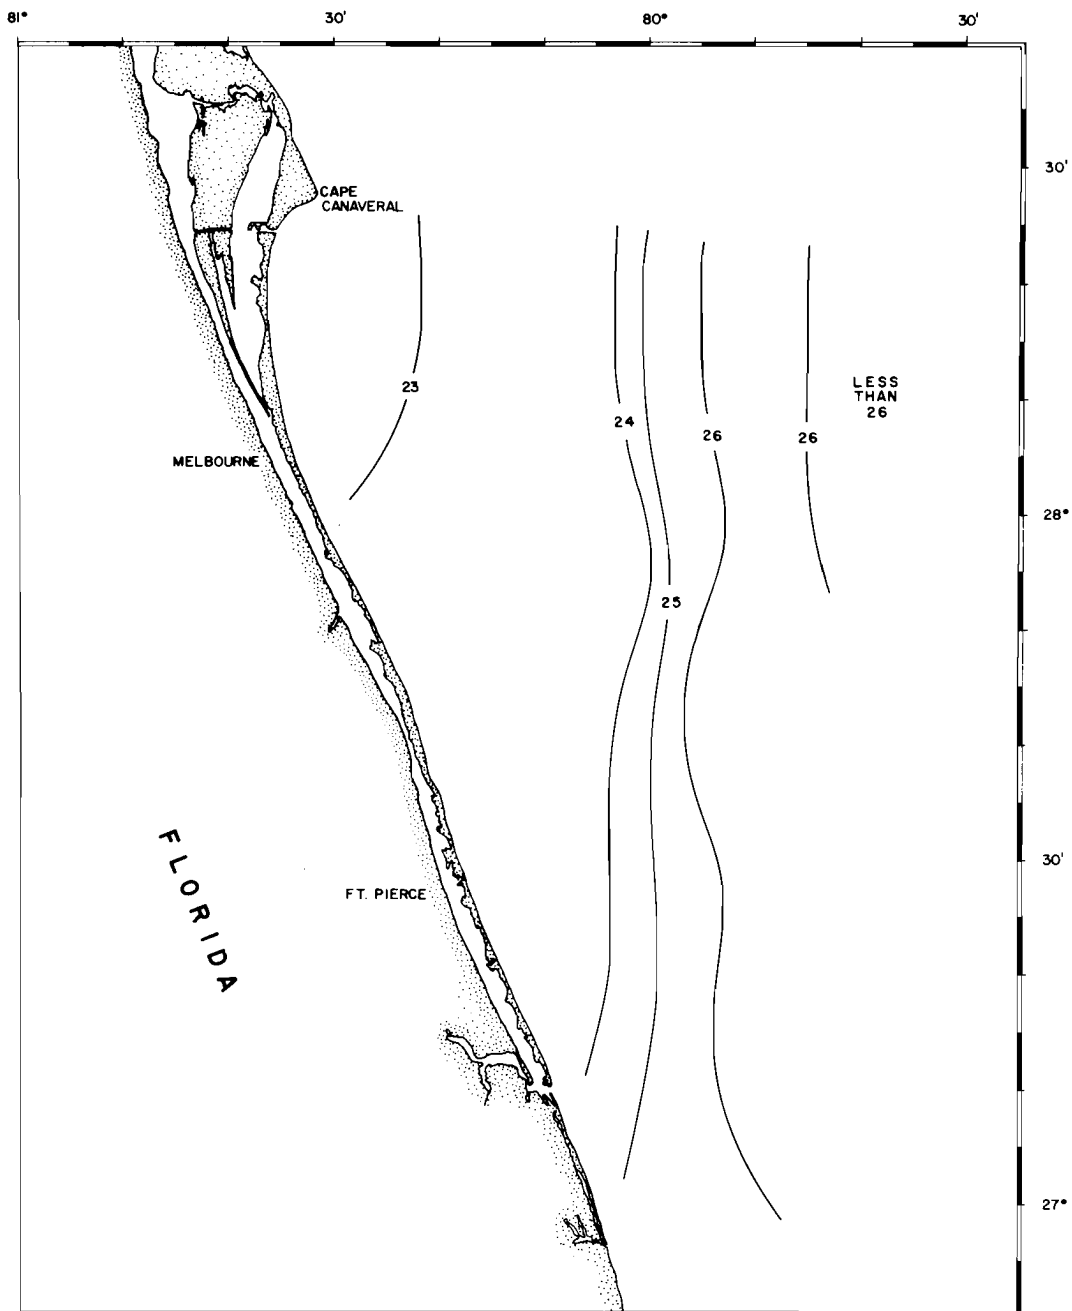 81° 30' 80° 30'
30'
CAPE
CANAVERAL
23
LESS
THAN
26
24
26
26
MELBOURNE
28°
25
FLORIDA
30'
FT. PIERCE
27°